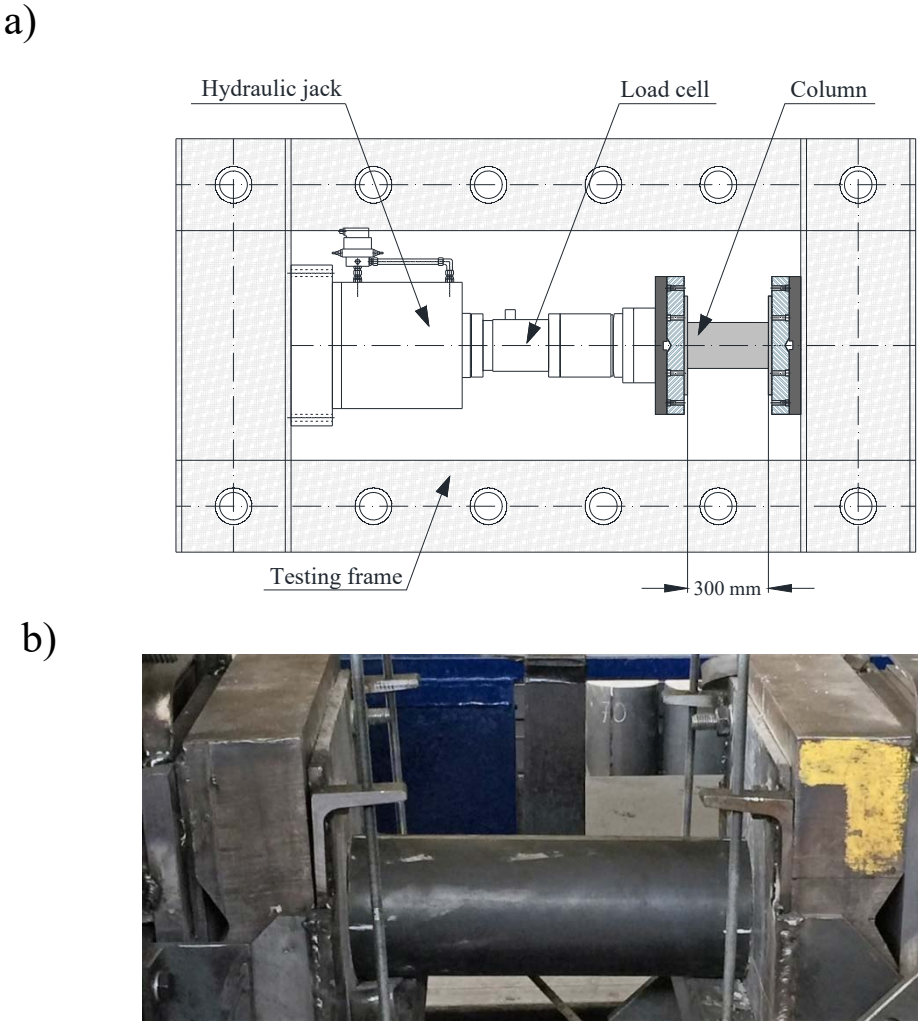 a)
Hydraulic jack
Load cell
Column
Testing frame
300 mm
b)
70